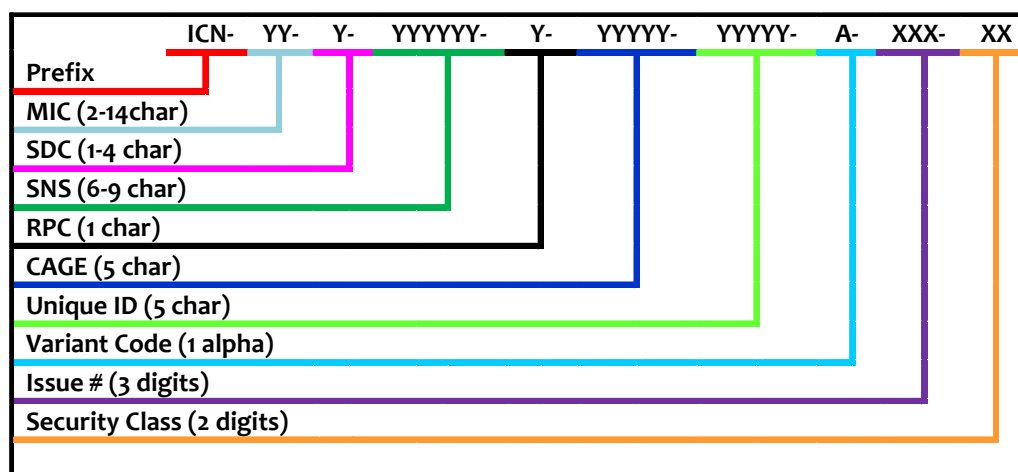 ICN- YY- Y- YYYYYY- Y- YYYYY- YYYYY- A- XXX- XX
Prefix
MIC (2-14char)
SDC (1-4 char)
SNS (6-9 char)
RPC (1 char)
CAGE (5 char)
Unique ID (5 char)
Variant Code (1 alpha)
Issue # (3 digits)
Security Class (2 digits)